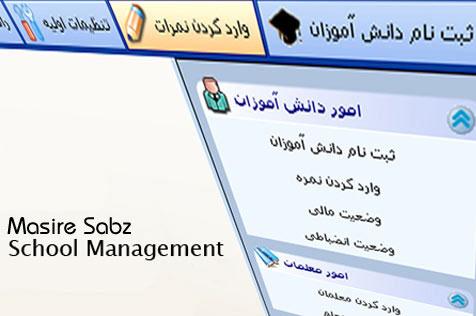 ثبت نام دانش آموزان
وارد کردن نمرات
تنظیمات اولیه
امور دانش آموزان
ثبت نام دانش آموزان
وارد کردن نمره
وضعیت مالی
وضعیت انضباطی
امور معلمات
وارد کردن معلمان
Masire Sabz
School Management